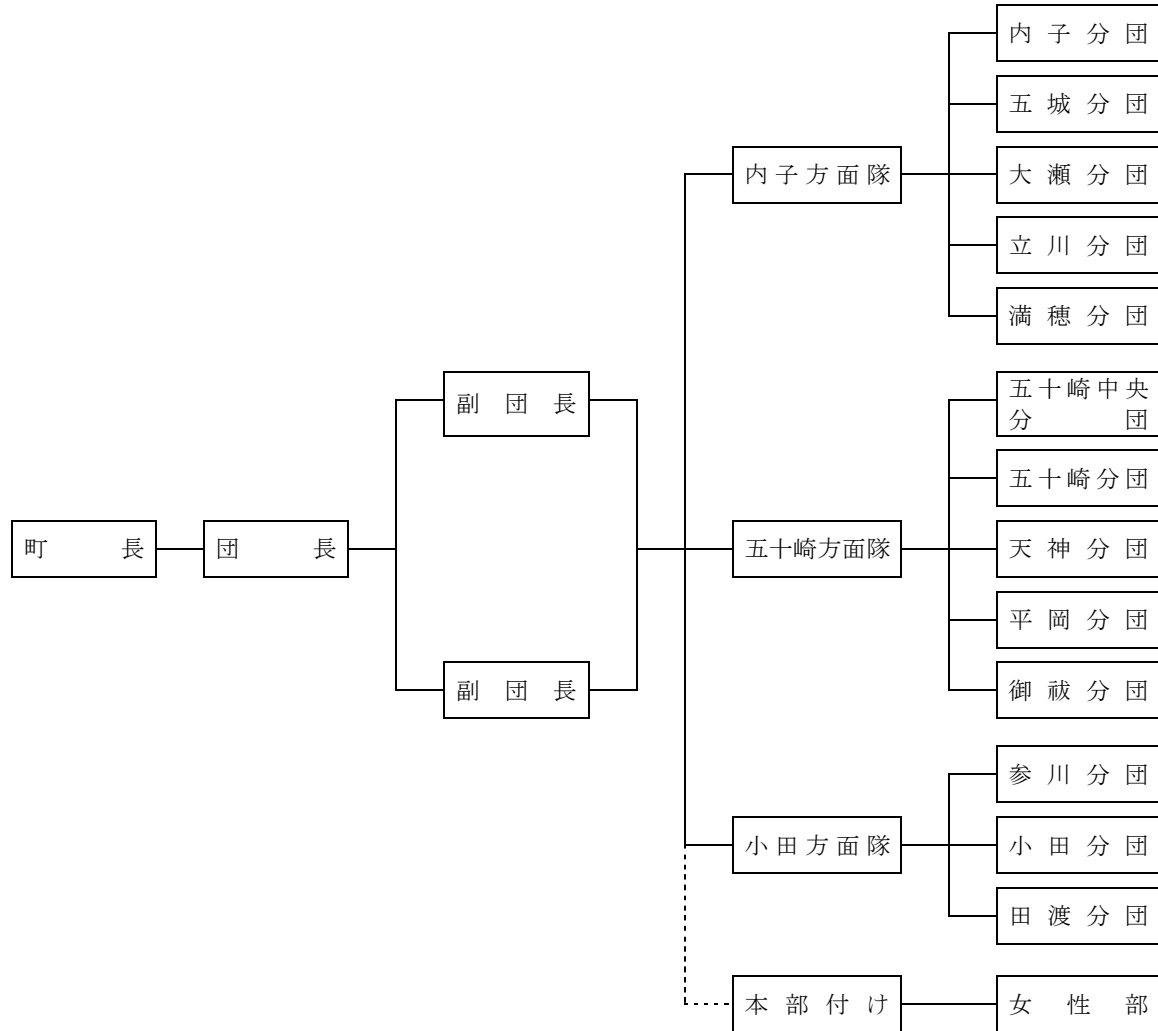 町長
団長
副団長
副団長
内子方面隊
内子分団
五城分団
大瀬分団
立川分団
満穂分団
五十崎方面隊
五十崎中央
分団
五十崎分団
天神分団
平岡分団
御祓分団
小田方面隊
参川分団
小田分団
田渡分団
本部付け
女性部